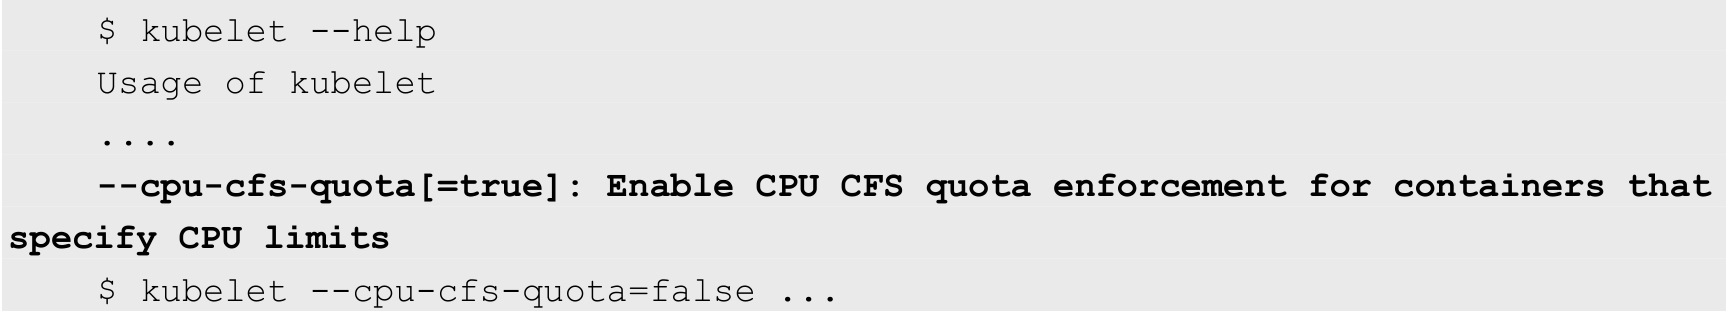 $ kubelet --help
Usage of kubelet
....
--cpu-cfs-quota[=true]: Enable CPU CFS quota enforcement for containers that
specify CPU limits
$ kubelet --cpu-cfs-quota=false ...